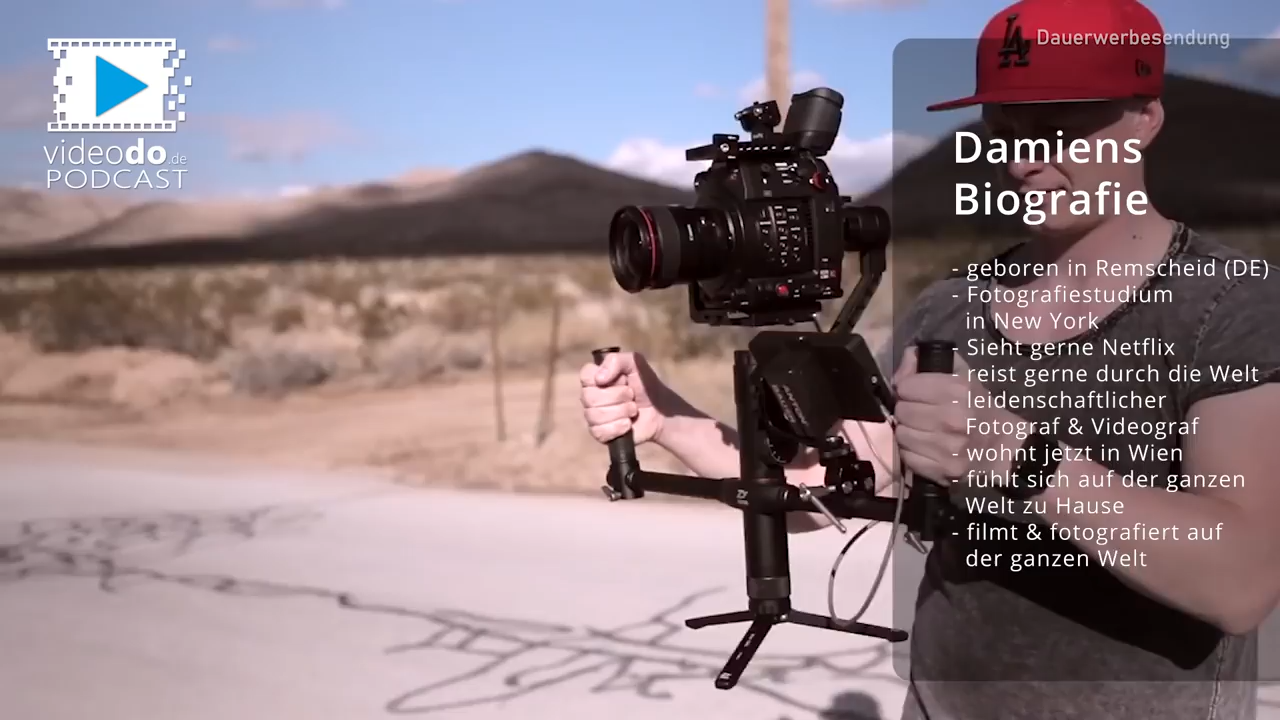 Dauerwerbesendung
videodo.de
PODCAST
Damiens
Biografie
- geboren in Remscheid (DE)
- Fotografiestudium
in New York
- Sieht gerne Netflix
- reist gerne durch die Welt
- leidenschaftlicher
Fotograf & Videograf
- wohnt jetzt in Wien
- fühlt sich auf der ganzen
Welt zu Hause
- filmt & fotografiert auf
der ganzen Welt
LA